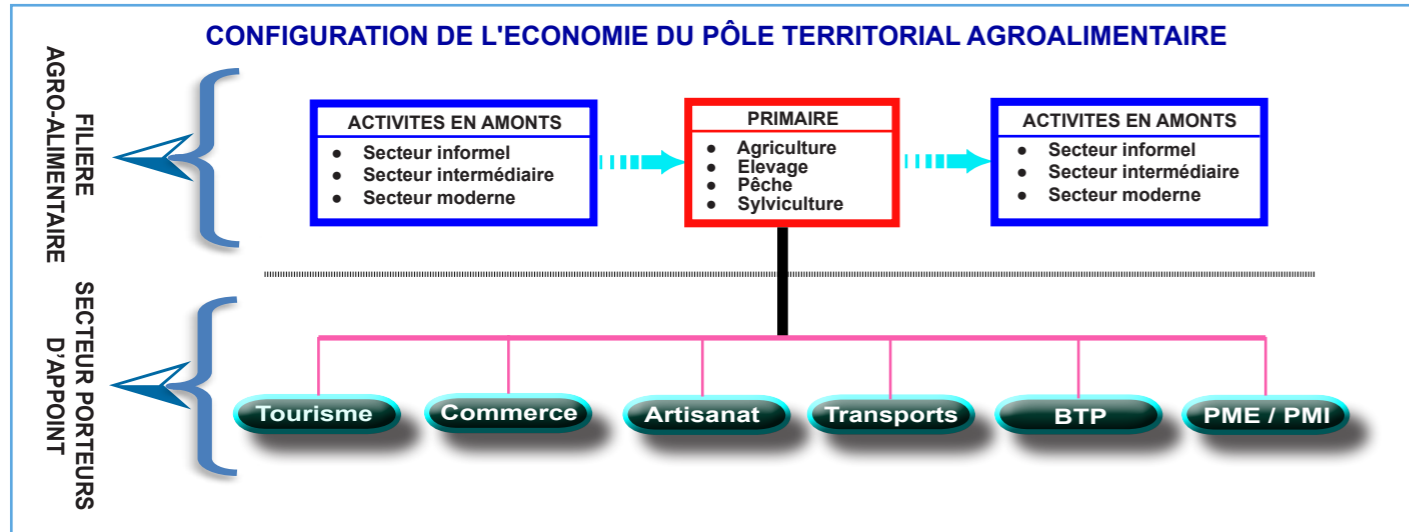 CONFIGURATION DE L'ECONOMIE DU PÔLE TERRITORIAL AGROALIMENTAIRE
FILIERE
AGRO-ALIMENTAIRE
ACTIVITES EN AMONTS
● Secteur informel
● Secteur intermédiaire
● Secteur moderne
PRIMAIRE
● Agriculture
● Elevage
● Pêche
● Sylviculture
ACTIVITES EN AMONTS
● Secteur informel
● Secteur intermédiaire
● Secteur moderne
SECTEUR PORTEURS
D'APPOINT
Tourisme
Commerce
Artisanat
Transports
BTP
PME / PMI